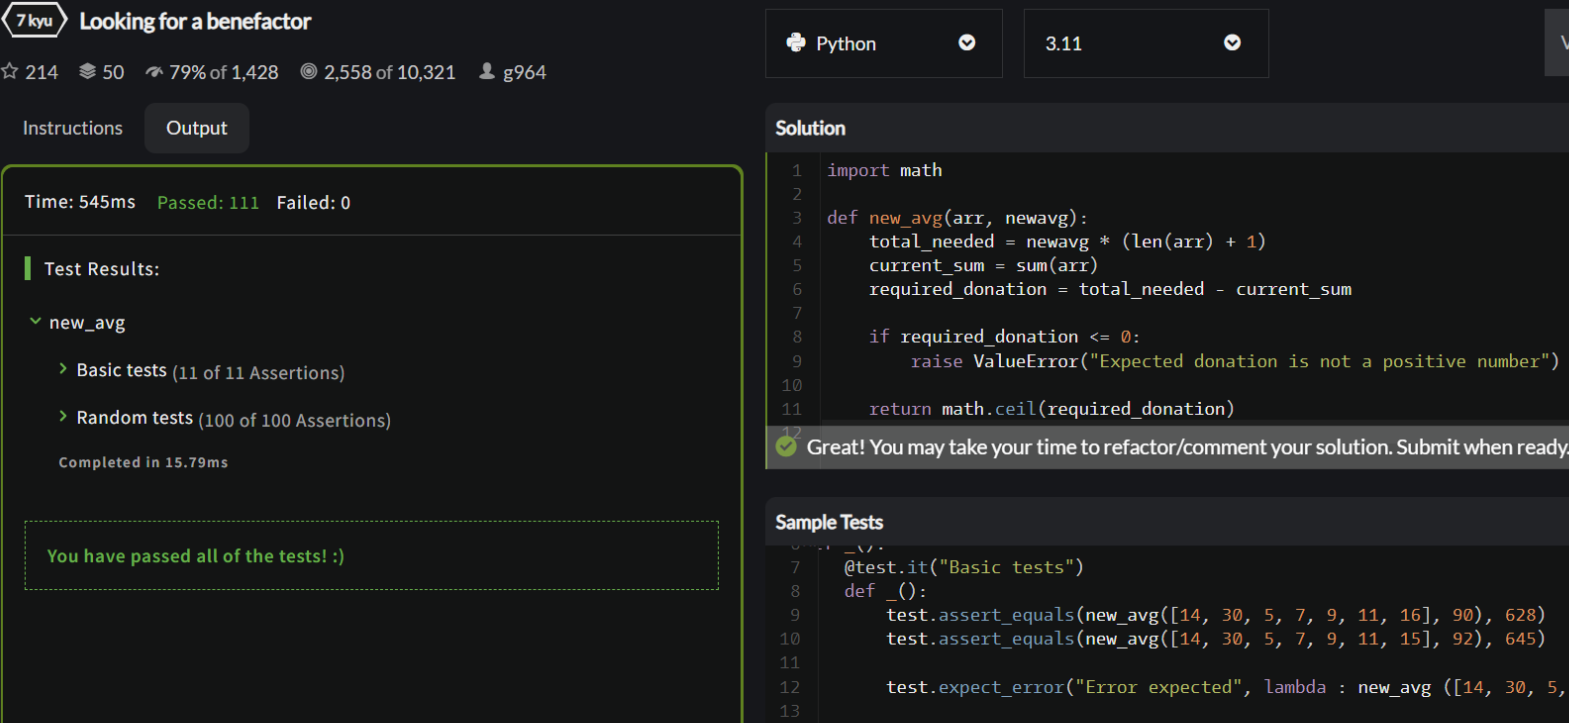 7 kyu Looking for a benefactor
214 50 79% of 1,428 2,558 of 10,321 g964
Instructions Output
Time: 545ms Passed: 111 Failed: 0
Test Results:
new_avg
Basic tests (11 of 11 Assertions)
Random tests (100 of 100 Assertions)
Completed in 15.79ms
You have passed all of the tests! :)
Python 3.11
Solution
1 import math
2
3 def new_avg(arr, newavg):
4 total_needed = newavg * (len(arr) + 1)
5 current_sum = sum(arr)
6 required_donation = total_needed - current_sum
7
8 if required_donation <= 0:
9 raise ValueError("Expected donation is not a positive number")
10
11 return math.ceil(required_donation)
12
Great! You may take your time to refactor/comment your solution. Submit when ready.
Sample Tests
_():
7 @test.it("Basic tests")
8 def _():
9 test.assert_equals(new_avg([14, 30, 5, 7, 9, 11, 16], 90), 628)
10 test.assert_equals(new_avg([14, 30, 5, 7, 9, 11, 15], 92), 645)
11
12 test.expect_error("Error expected", lambda : new_avg ([14, 30, 5,
13